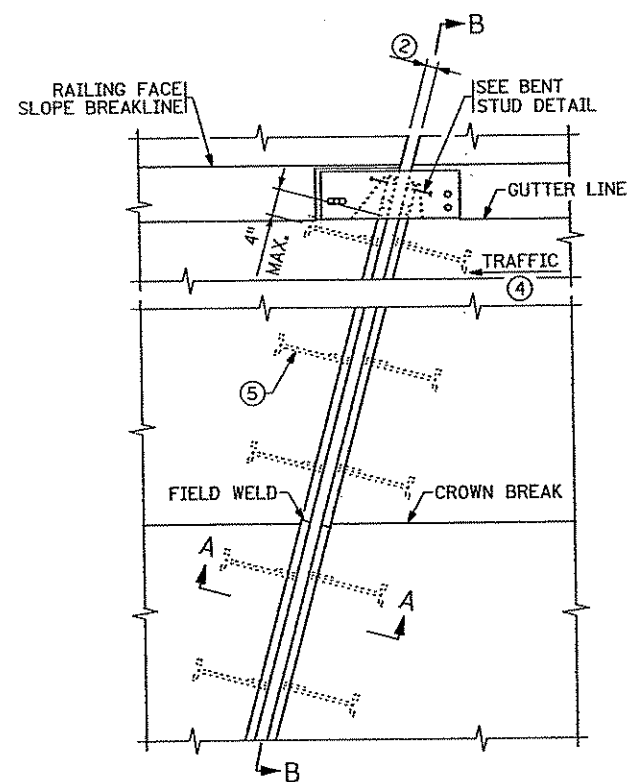 B
②
RAILING FACE
SLOPE BREAKLINE
SEE BENT
STUD DETAIL
GUTTER LINE
4"
MAX.
TRAFFIC
④
⑤
FIELD WELD
CROWN BREAK
A
A
B